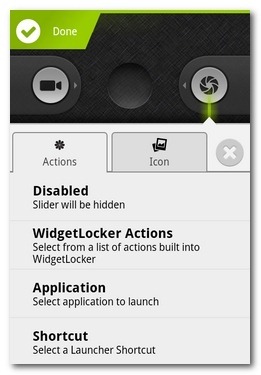 Done
Actions
Icon
Disabled
Slider will be hidden
WidgetLocker Actions
Select from a list of actions built into
WidgetLocker
Application
Select application to launch
Shortcut
Select a Launcher Shortcut